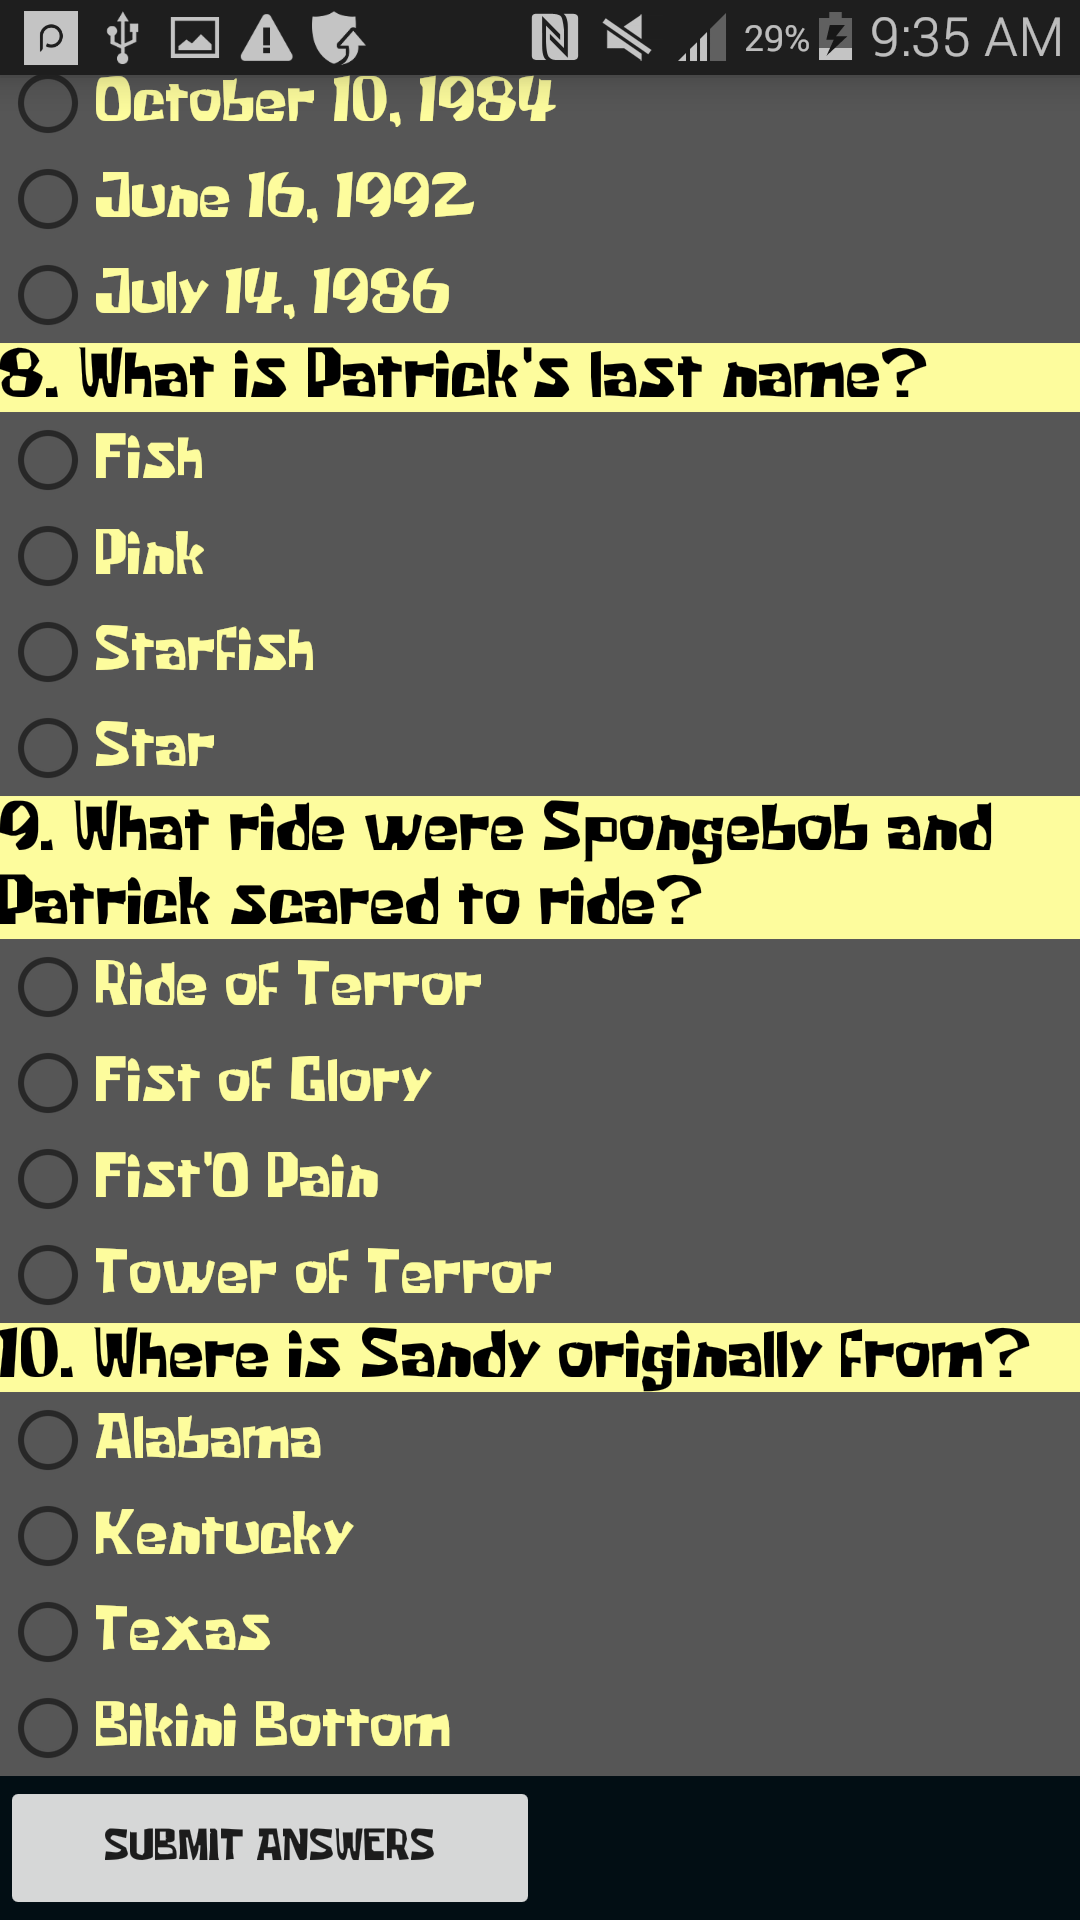 29% 9:35 AM
October 10, 1984
June 16, 1992
July 14, 1986
8. What is Patrick's last name?
Fish
Pink
Starfish
Star
9. What ride were Spongebob and
Patrick scared to ride?
Ride of Terror
Fist of Glory
Fist'O Pain
Tower of Terror
10. Where is Sandy originally from?
Alabama
Kentucky
Texas
Bikini Bottom
SUBMIT ANSWERS